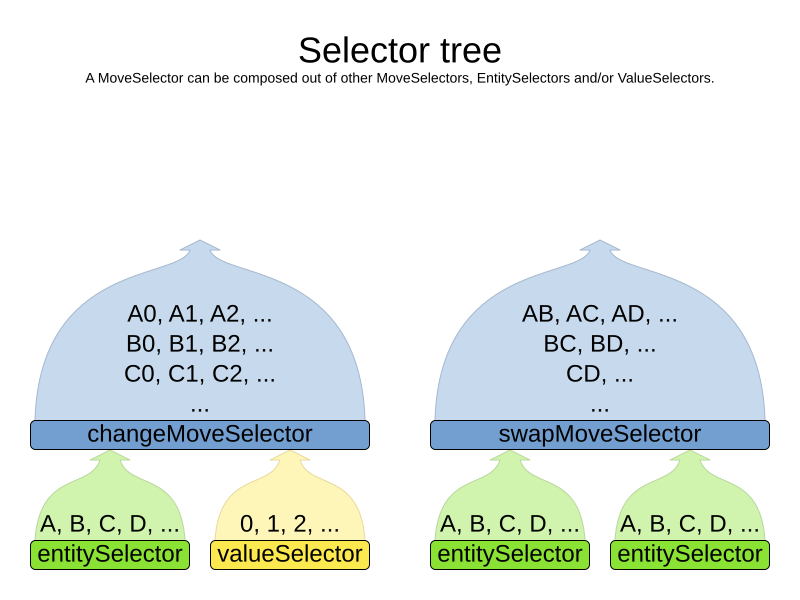 Selector tree
A MoveSelector can be composed out of other MoveSelectors, EntitySelectors and/or ValueSelectors.
A0, A1, A2, ...
B0, B1, B2, ...
C0, C1, C2, ...
...
changeMoveSelector
AB, AC, AD, ...
BC, BD, ...
CD, ...
...
swapMoveSelector
A, B, C, D, ...
entitySelector
0, 1, 2, ...
valueSelector
A, B, C, D, ...
entitySelector
A, B, C, D, ...
entitySelector